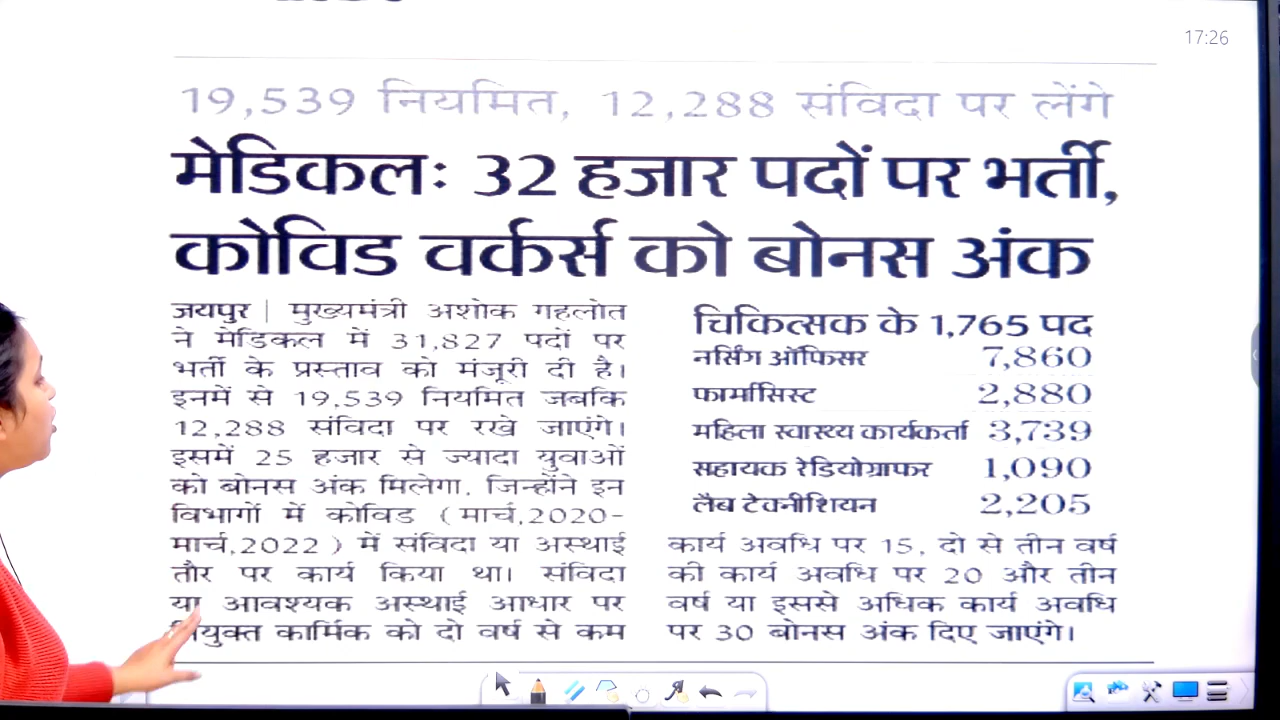 17:26
19,539 नियमित, 12,288 संविदा पर लेंगे
मेडिकलः 32 हजार पदों पर भर्ती,
कोविड वर्कर्स को बोनस अंक
जयपुर | मुख्यमंत्री अशोक गहलोत
ने मेडिकल में 31,827 पदों पर
भर्ती के प्रस्ताव को मंजूरी दी है।
इनमें से 19,539 नियमित जबकि
12,288 संविदा पर रखे जाएंगे।
इसमें 25 हजार से ज्यादा युवाओं
को बोनस अंक मिलेगा, जिन्होंने इन
विभागों में कोविड (मार्च,2020-
मार्च,2022) में संविदा या अस्थाई
तौर पर कार्य किया था। संविदा
या आवश्यक अस्थाई आधार पर
नियुक्त कार्मिक को दो वर्ष से कम
चिकित्सक के 1,765 पद
नर्सिंग ऑफिसर 7,860
फार्मासिस्ट 2,880
महिला स्वास्थ्य कार्यकर्ता 3,739
सहायक रेडियोग्राफर 1,090
लैब टेक्नीशियन 2,205
कार्य अवधि पर 15, दो से तीन वर्ष
की कार्य अवधि पर 20 और तीन
वर्ष या इससे अधिक कार्य अवधि
पर 30 बोनस अंक दिए जाएंगे।